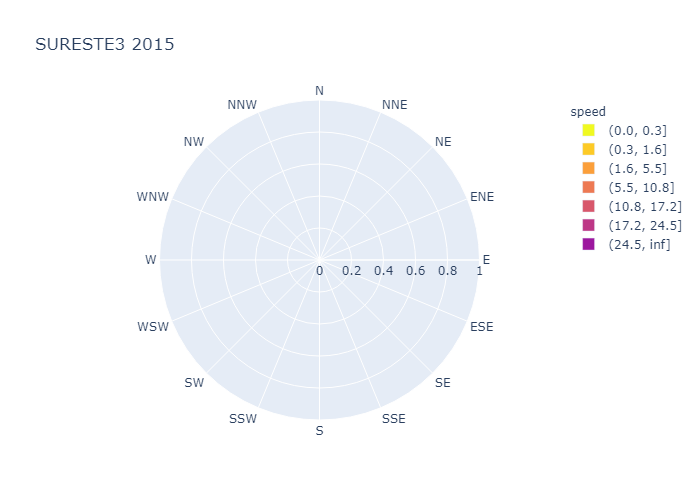 SURESTE3 2015
N
NNW
NNE
NW
NE
WNW
ENE
W
E
0 0.2 0.4 0.6 0.8 1
WSW
ESE
SW
SE
SSW
SSE
S
speed
(0.0, 0.3]
(0.3, 1.6]
(1.6, 5.5]
(5.5, 10.8]
(10.8, 17.2]
(17.2, 24.5]
(24.5, inf]